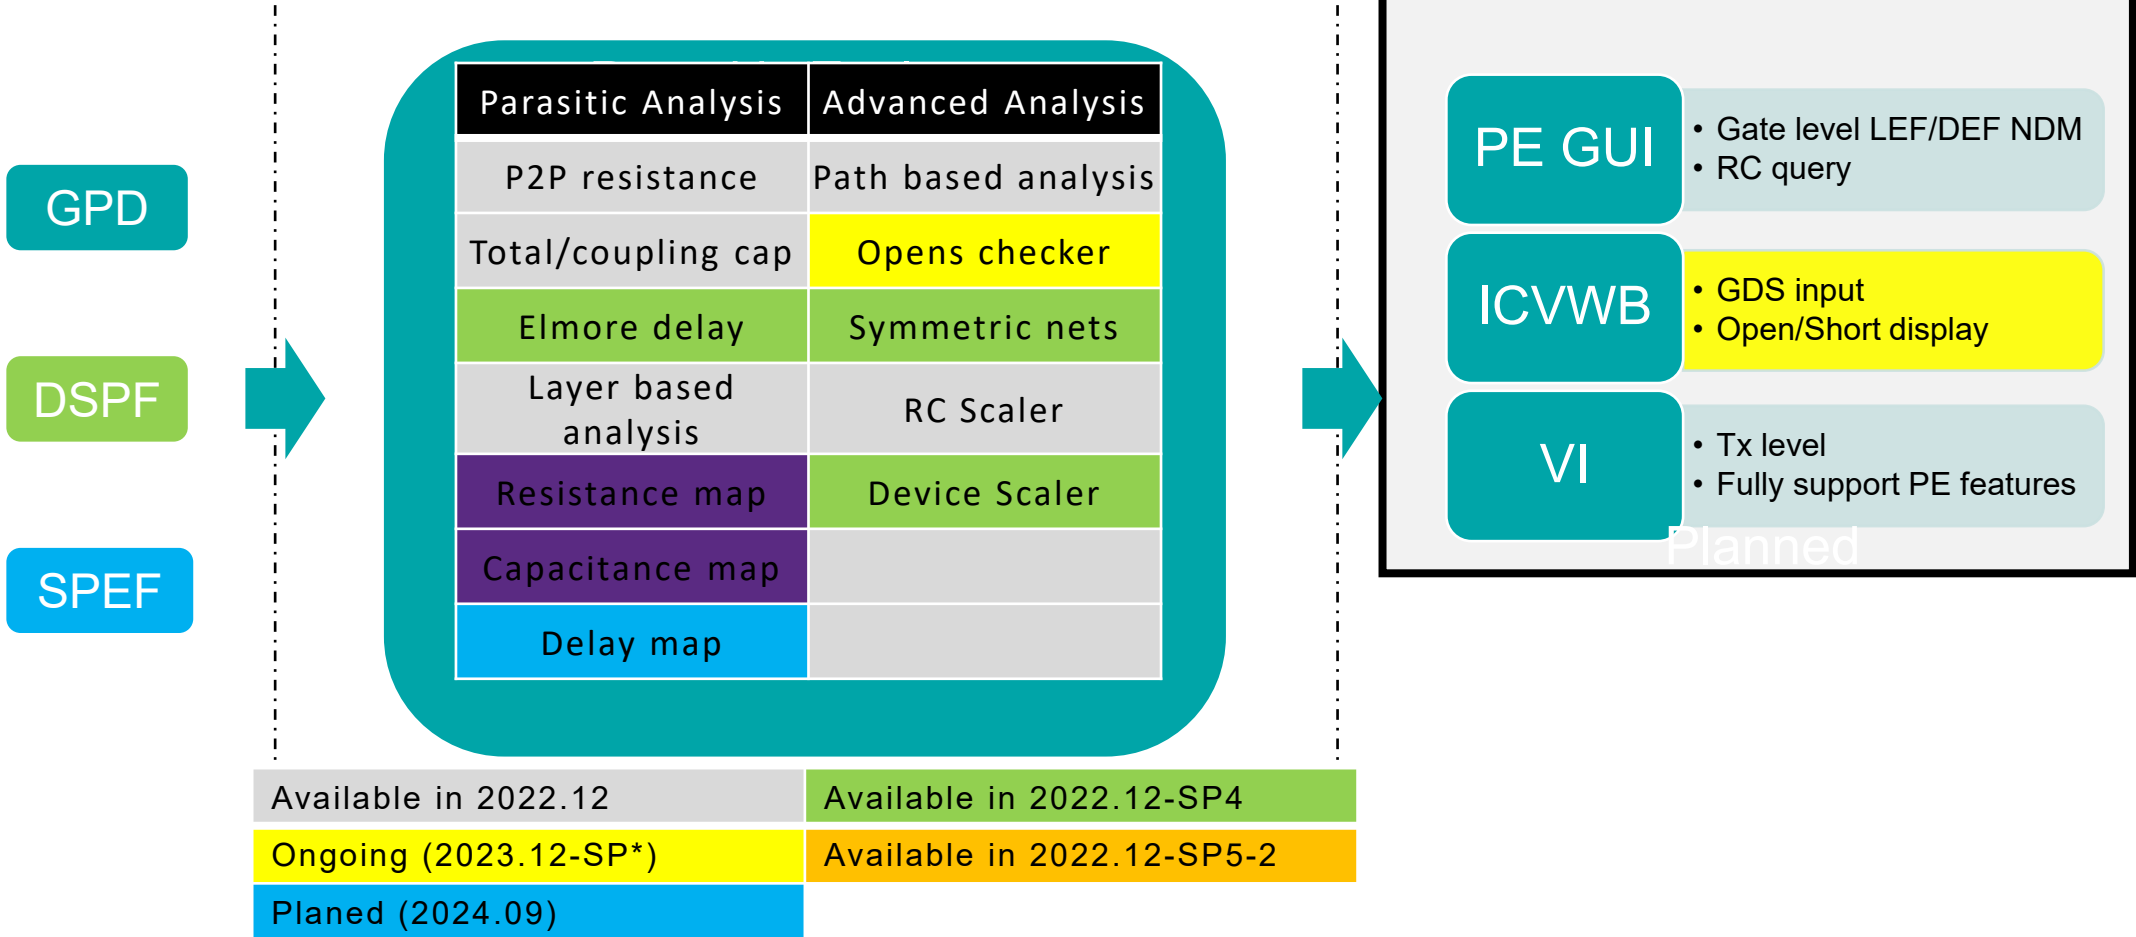 GPD
DSPF
SPEF
Parasitic Analysis
Advanced Analysis
P2P resistance
Path based analysis
Total/coupling cap
Opens checker
Elmore delay
Symmetric nets
Layer based
analysis
RC Scaler
Resistance map
Device Scaler
Capacitance map
Delay map
PE GUI
• Gate level LEF/DEF NDM
• RC query
ICVWB
• GDS input
• Open/Short display
VI
• Tx level
• Fully support PE features
Planned
Available in 2022.12
Available in 2022.12-SP4
Ongoing (2023.12-SP*)
Available in 2022.12-SP5-2
Planed (2024.09)